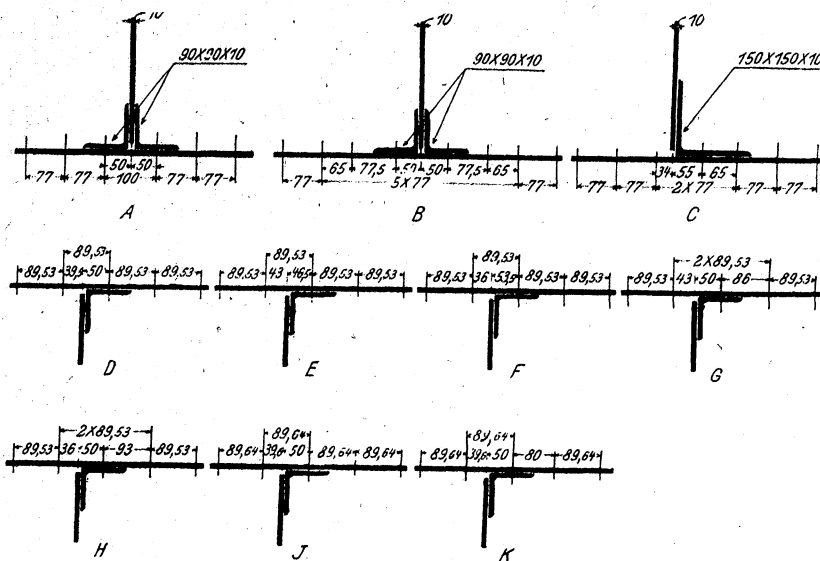 10 10 10
90X90X10 90X90X10 150X150X10
50 50 65 77,5 50 50 77,5 65 34 55 65
77 77 100 77 77 77 5X77 77 77 77 2X77 77 77
A B C
89,53 89,53 89,53 2X89,53
89,53 39,5 50 89,53 89,53 89,53 43 46,5 89,53 89,53 89,53 36 53,5 89,53 89,53 89,53 43 50 86 89,53
D E F G
2X89,53 89,64 89,64
89,53 36 50 93 89,53 89,64 39,6 50 89,64 89,64 89,64 39,6 50 80 89,64
H J K